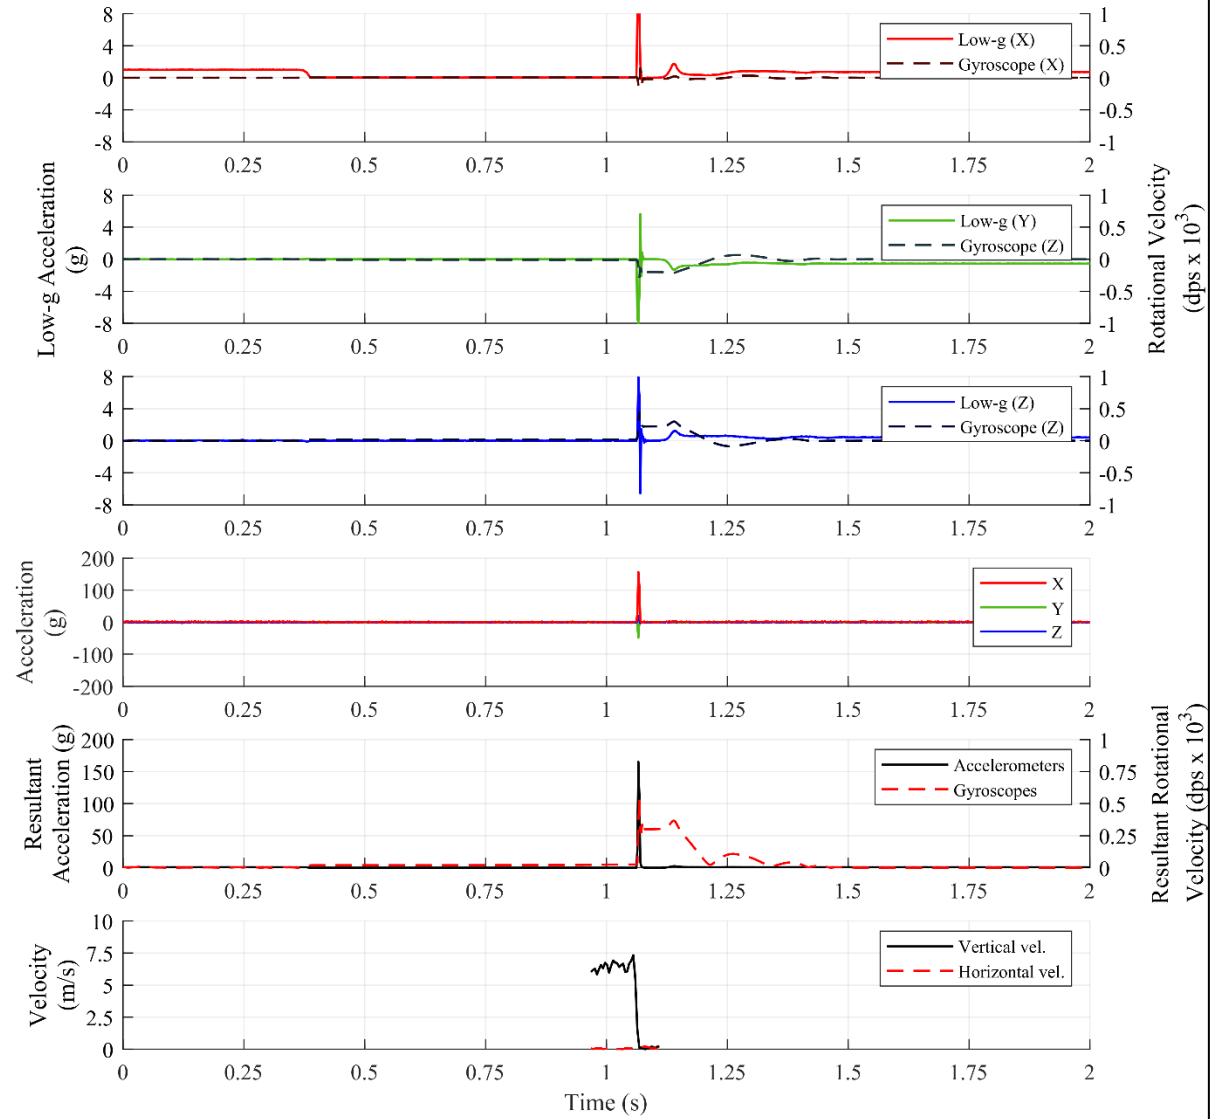 8
4
0
-4
-8
1
0.5
0
-0.5
-1
Low-g (X)
Gyroscope (X)
0 0.25 0.5 0.75 1 1.25 1.5 1.75 2
Low-g Acceleration
(g)
Rotational Velocity
(dps x 10³)
8
4
0
-4
-8
1
0.5
0
-0.5
-1
Low-g (Y)
Gyroscope (Z)
0 0.25 0.5 0.75 1 1.25 1.5 1.75 2
8
4
0
-4
-8
1
0.5
0
-0.5
-1
Low-g (Z)
Gyroscope (Z)
0 0.25 0.5 0.75 1 1.25 1.5 1.75 2
Acceleration
(g)
200
100
0
-100
-200
X
Y
Z
0 0.25 0.5 0.75 1 1.25 1.5 1.75 2
Resultant
Acceleration (g)
200
150
100
50
0
1
0.75
0.5
0.25
0
Accelerometers
Gyroscopes
Resultant Rotational
Velocity (dps x 10³)
0 0.25 0.5 0.75 1 1.25 1.5 1.75 2
Velocity
(m/s)
10
7.5
5
2.5
0
Vertical vel.
Horizontal vel.
0 0.25 0.5 0.75 1 1.25 1.5 1.75 2
Time (s)